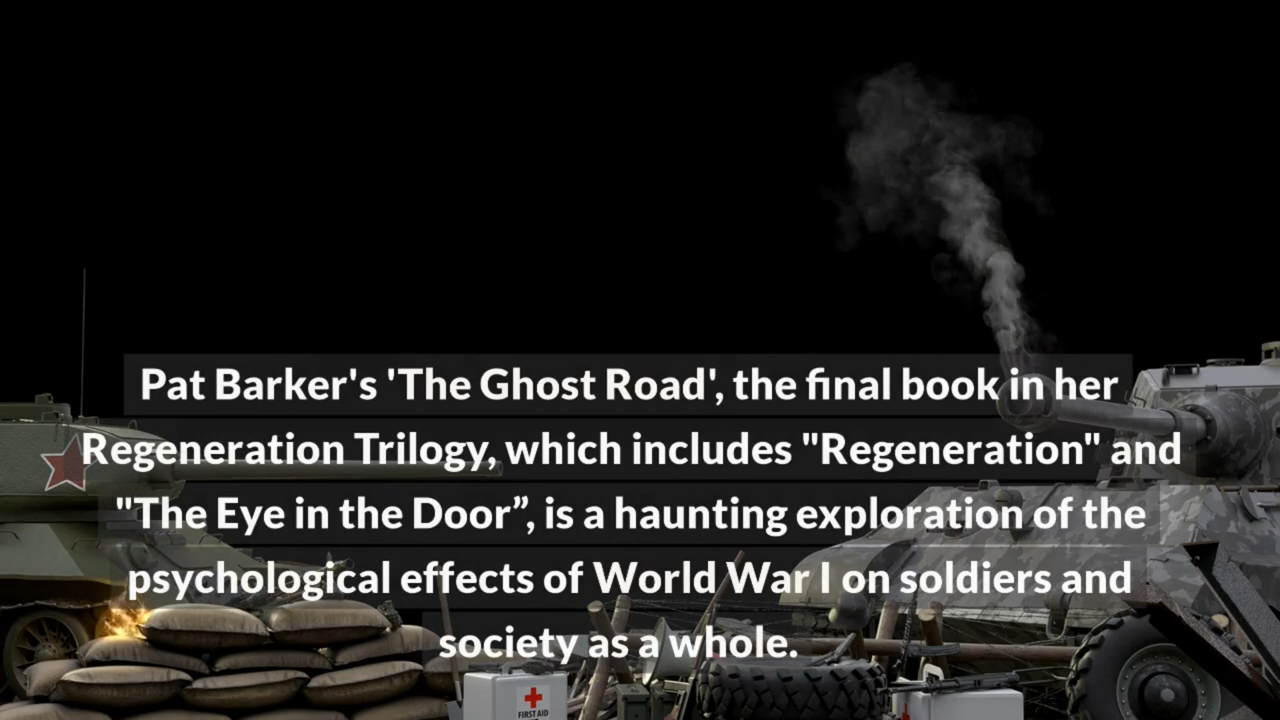 Pat Barker's 'The Ghost Road', the final book in her
Regeneration Trilogy, which includes "Regeneration" and
"The Eye in the Door”, is a haunting exploration of the
psychological effects of World War I on soldiers and
society as a whole.
FIRST AID